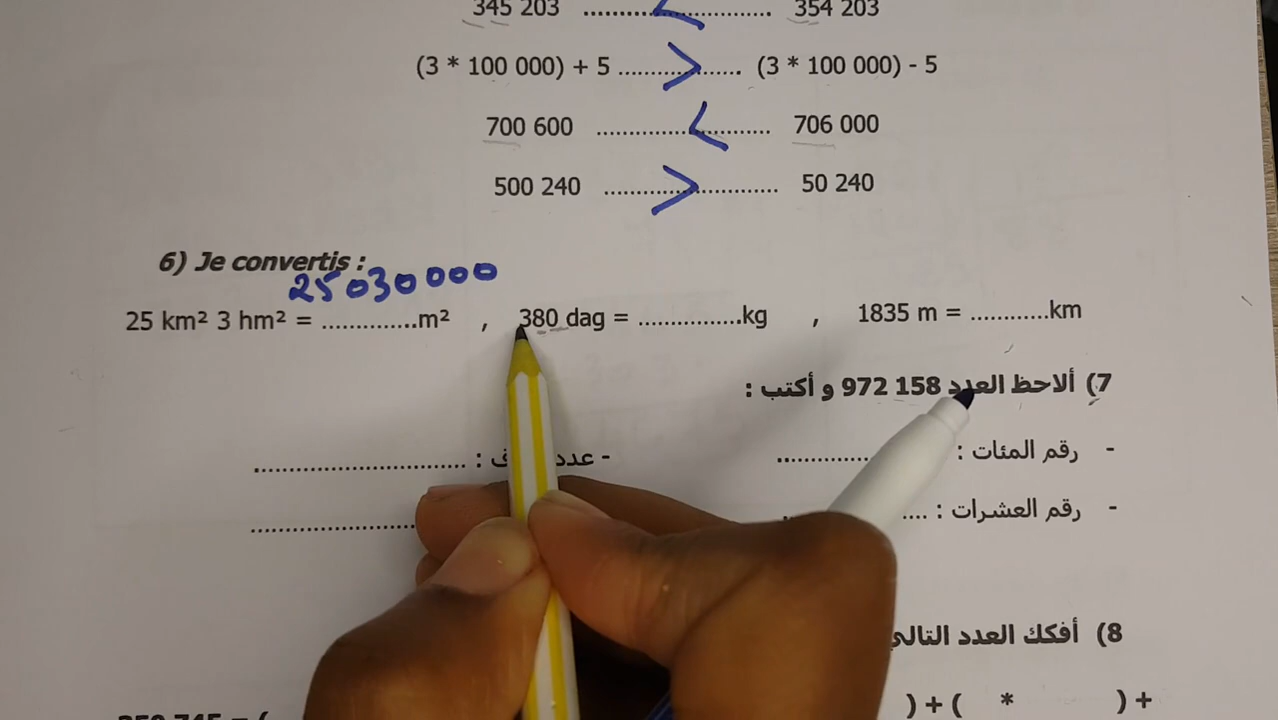 345 203 ........................ < ........................ 354 203
(3 * 100 000) + 5 ............ > ....... (3 * 100 000) - 5
700 600 ............... < ............ 706 000
500 240 ............... > ............ 50 240
6) Je convertis :
25030000
25 km² 3 hm² = ..............m² , 380 dag = ................kg , 1835 m = ............km
7) ألاحظ العدد 158 972 و أكتب :
- رقم المئات : .............. - عدد : ..............................
- رقم العشرات : .... .......................
8) أفكك العدد التالي
) + ( * ) +